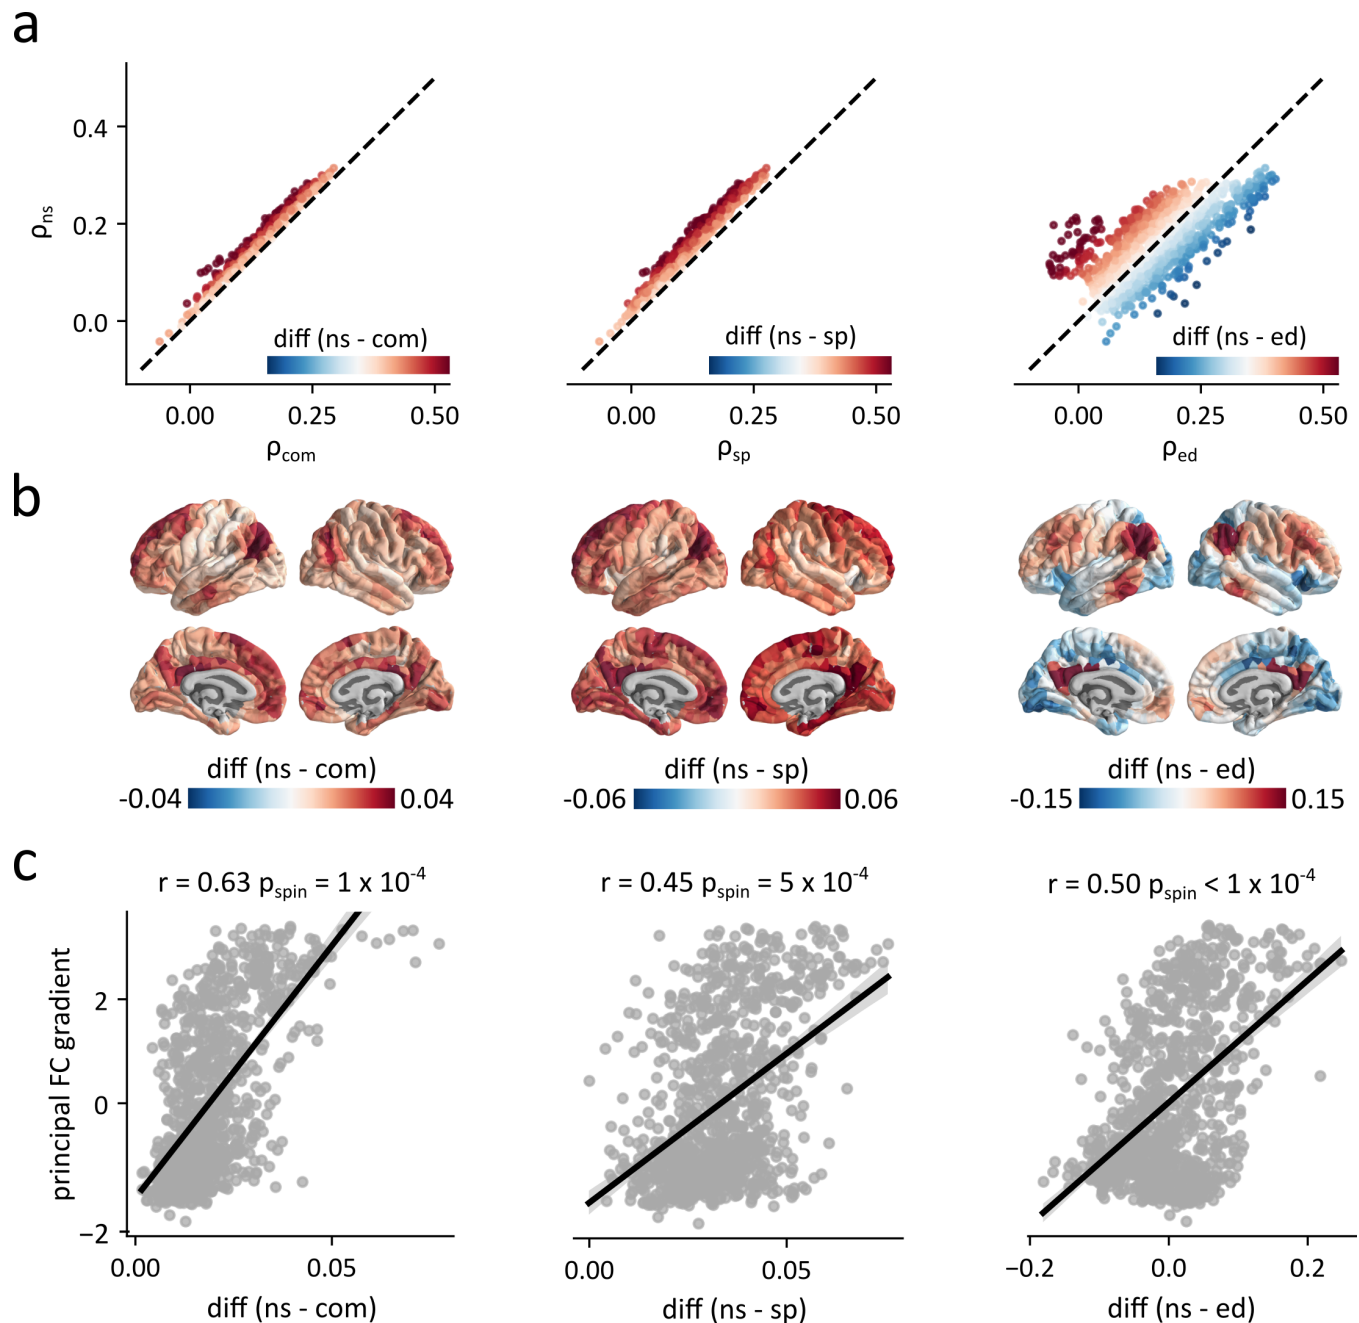 a
0.4
0.2
0.0
ρns
diff (ns - com)
0.00 0.25 0.50
ρcom
diff (ns - sp)
0.00 0.25 0.50
ρsp
diff (ns - ed)
0.00 0.25 0.50
ρed
b
diff (ns - com)
-0.04 0.04
diff (ns - sp)
-0.06 0.06
diff (ns - ed)
-0.15 0.15
c
r = 0.63 pspin = 1 x 10-4
principal FC gradient
2
0
−2
0.00 0.05
diff (ns - com)
r = 0.45 pspin = 5 x 10-4
0.00 0.05
diff (ns - sp)
r = 0.50 pspin < 1 x 10-4
−0.2 0.0 0.2
diff (ns - ed)